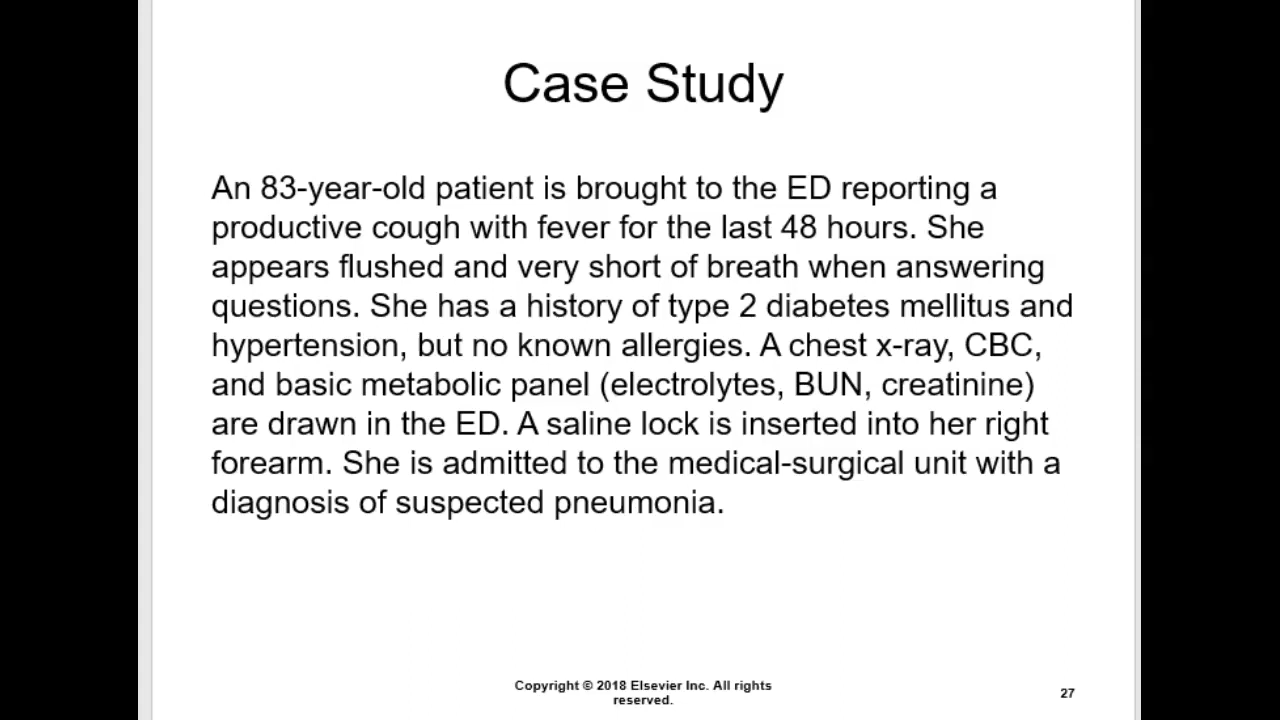 Case Study
An 83-year-old patient is brought to the ED reporting a
productive cough with fever for the last 48 hours. She
appears flushed and very short of breath when answering
questions. She has a history of type 2 diabetes mellitus and
hypertension, but no known allergies. A chest x-ray, CBC,
and basic metabolic panel (electrolytes, BUN, creatinine)
are drawn in the ED. A saline lock is inserted into her right
forearm. She is admitted to the medical-surgical unit with a
diagnosis of suspected pneumonia.
Copyright © 2018 Elsevier Inc. All rights
reserved.
27